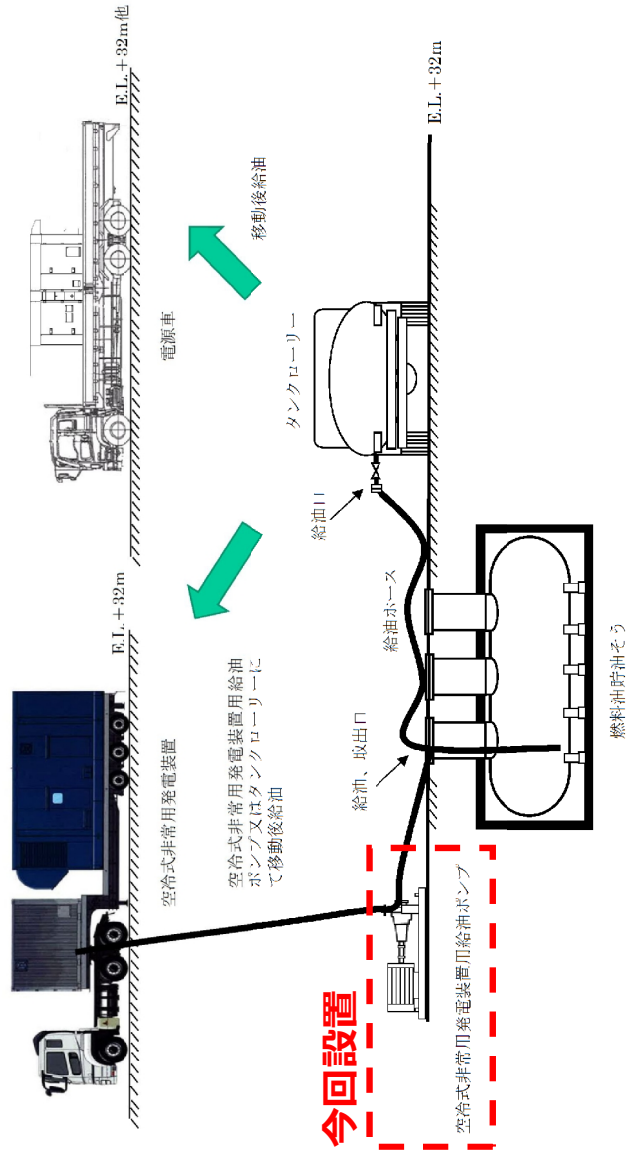 E.L.+32m
空冷式非常用発電装置
空冷式非常用発電装置用給油
ポンプ又はタンクローリーに
て移動後給油
E.L.+32m他
電源車
移動後給油
今回設置
空冷式非常用発電装置用給油ポンプ
給油、取出口
給油ホース
給油口
タンクローリー
E.L.+32m
燃料油貯油そう